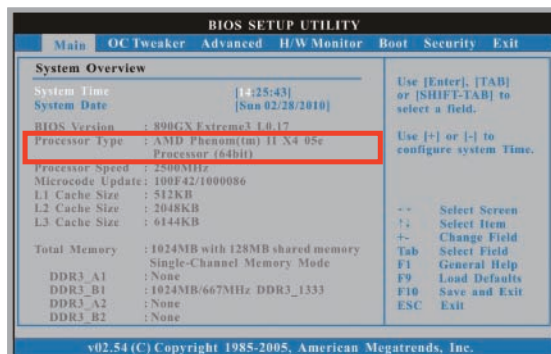 BIOS SETUP UTILITY
Main OC Tweaker Advanced H/W Monitor Boot Security Exit
System Overview
System Time [14:25:43]
System Date [Sun 02/28/2010]
BIOS Version : 890GX Extreme3 L0.17
Processor Type : AMD Phenom(tm) II X4 05e
Processor (64bit)
Processor Speed : 2500MHz
Microcode Update : 100F42/1000086
L1 Cache Size : 512KB
L2 Cache Size : 2048KB
L3 Cache Size : 6144KB
Total Memory : 1024MB with 128MB shared memory
Single-Channel Memory Mode
DDR3_A1 : None
DDR3_B1 : 1024MB/667MHz DDR3_1333
DDR3_A2 : None
DDR3_B2 : None
Use [Enter], [TAB]
or [SHIFT-TAB] to
select a field.
Use [+] or [-] to
configure system Time.
←→ Select Screen
↑↓ Select Item
+- Change Field
Tab Select Field
F1 General Help
F9 Load Defaults
F10 Save and Exit
ESC Exit
v02.54 (C) Copyright 1985-2005, American Megatrends, Inc.